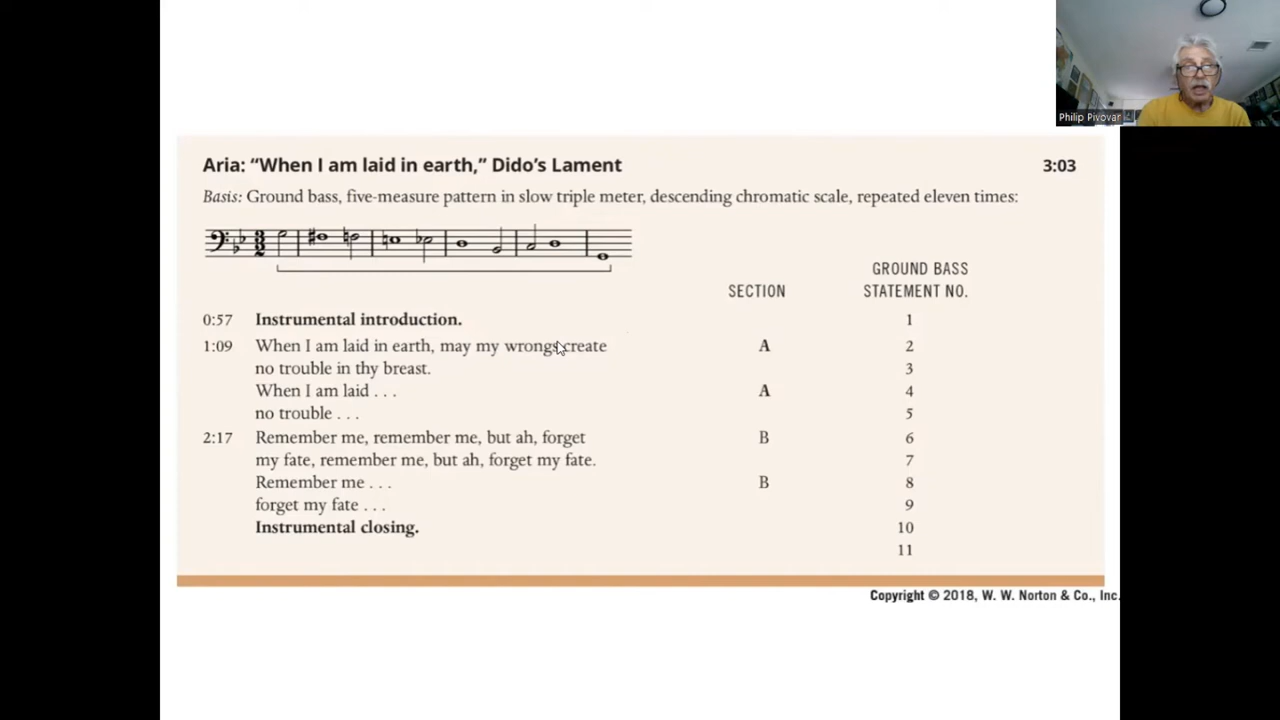 Philip Pivovar
Aria: “When I am laid in earth,” Dido’s Lament 3:03
Basis: Ground bass, five-measure pattern in slow triple meter, descending chromatic scale, repeated eleven times:
3
2
SECTION GROUND BASS STATEMENT NO.
0:57 Instrumental introduction. 1
1:09 When I am laid in earth, may my wrongs create A 2
no trouble in thy breast. 3
When I am laid . . . A 4
no trouble . . . 5
2:17 Remember me, remember me, but ah, forget B 6
my fate, remember me, but ah, forget my fate. 7
Remember me . . . B 8
forget my fate . . . 9
Instrumental closing. 10
11
Copyright © 2018, W. W. Norton & Co., Inc.